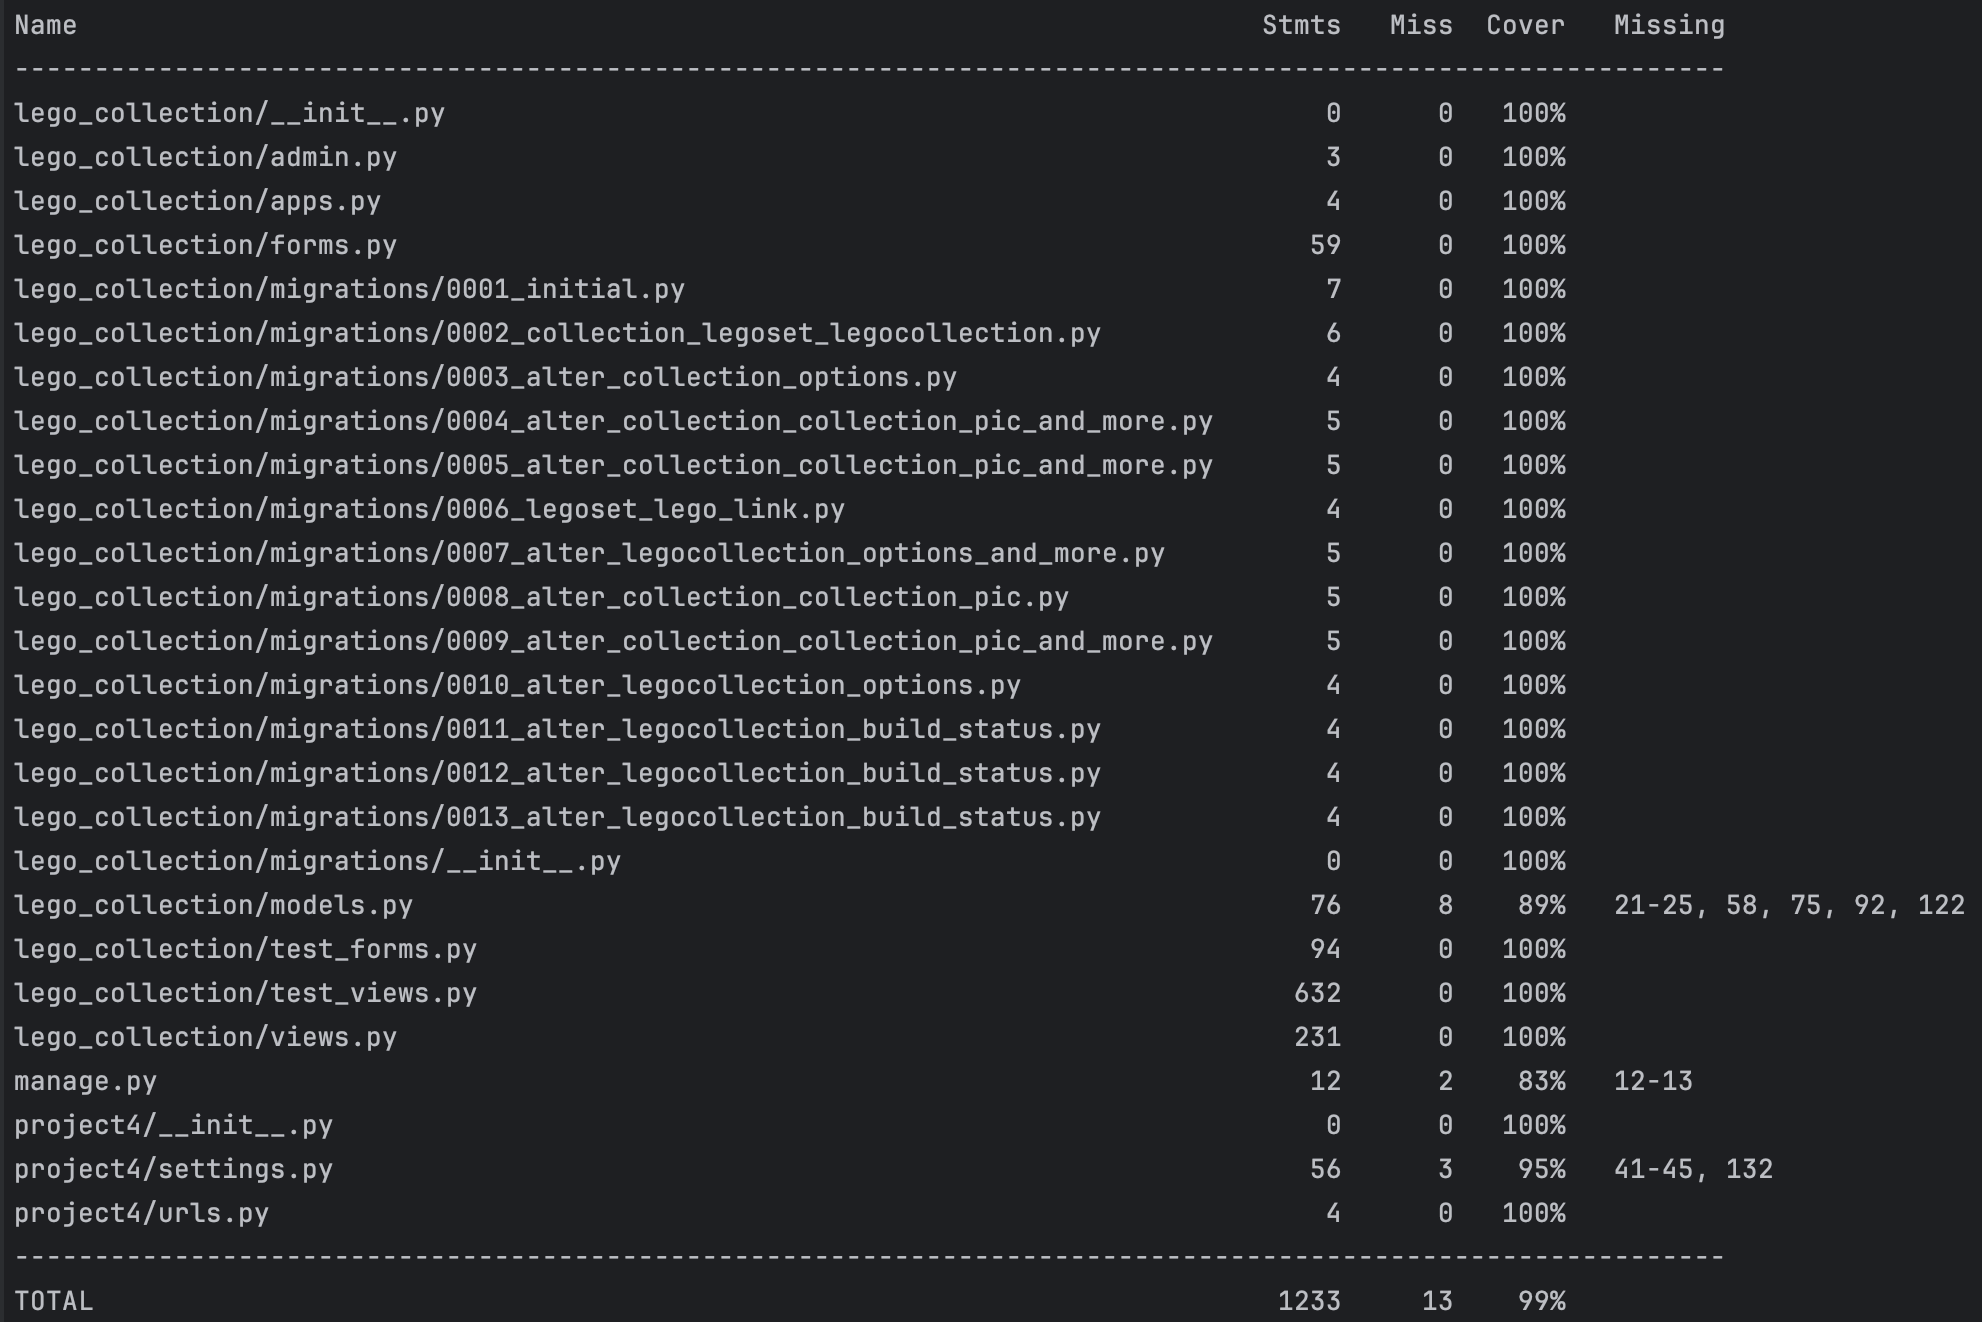 Name Stmts Miss Cover Missing
-----------------------------------------------------------------------------------------------------------
lego_collection/__init__.py 0 0 100%
lego_collection/admin.py 3 0 100%
lego_collection/apps.py 4 0 100%
lego_collection/forms.py 59 0 100%
lego_collection/migrations/0001_initial.py 7 0 100%
lego_collection/migrations/0002_collection_legoset_legocollection.py 6 0 100%
lego_collection/migrations/0003_alter_collection_options.py 4 0 100%
lego_collection/migrations/0004_alter_collection_collection_pic_and_more.py 5 0 100%
lego_collection/migrations/0005_alter_collection_collection_pic_and_more.py 5 0 100%
lego_collection/migrations/0006_legoset_lego_link.py 4 0 100%
lego_collection/migrations/0007_alter_legocollection_options_and_more.py 5 0 100%
lego_collection/migrations/0008_alter_collection_collection_pic.py 5 0 100%
lego_collection/migrations/0009_alter_collection_collection_pic_and_more.py 5 0 100%
lego_collection/migrations/0010_alter_legocollection_options.py 4 0 100%
lego_collection/migrations/0011_alter_legocollection_build_status.py 4 0 100%
lego_collection/migrations/0012_alter_legocollection_build_status.py 4 0 100%
lego_collection/migrations/0013_alter_legocollection_build_status.py 4 0 100%
lego_collection/migrations/__init__.py 0 0 100%
lego_collection/models.py 76 8 89% 21-25, 58, 75, 92, 122
lego_collection/test_forms.py 94 0 100%
lego_collection/test_views.py 632 0 100%
lego_collection/views.py 231 0 100%
manage.py 12 2 83% 12-13
project4/__init__.py 0 0 100%
project4/settings.py 56 3 95% 41-45, 132
project4/urls.py 4 0 100%
-----------------------------------------------------------------------------------------------------------
TOTAL 1233 13 99%